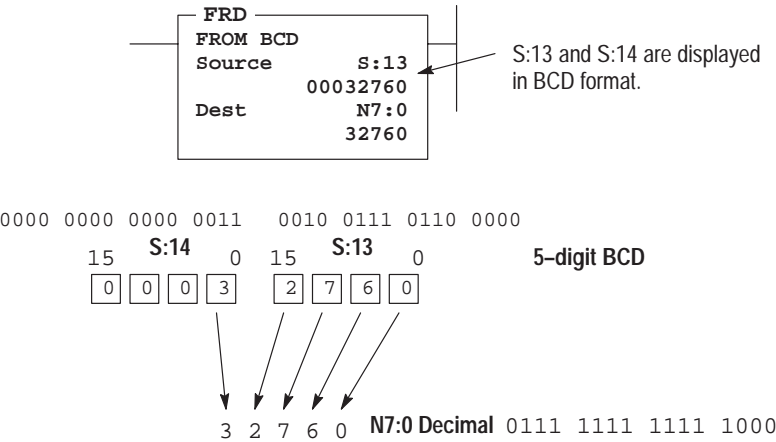 FRD
FROM BCD
Source S:13
00032760
Dest N7:0
32760
S:13 and S:14 are displayed
in BCD format.
0000 0000 0000 0011 0010 0111 0110 0000
15 S:14 0 15 S:13 0 5–digit BCD
0 0 0 3 2 7 6 0
3 2 7 6 0 N7:0 Decimal 0111 1111 1111 1000